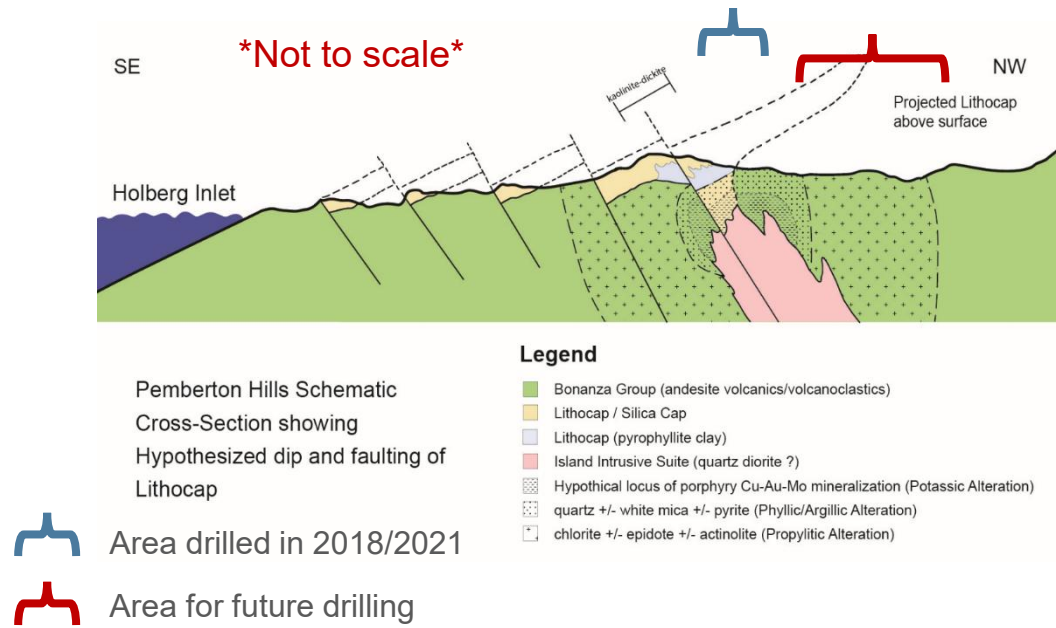 *Not to scale*
SE
NW
kaolinite-dickite
Projected Lithocap
above surface
Holberg Inlet
Pemberton Hills Schematic
Cross-Section showing
Hypothesized dip and faulting of
Lithocap
Legend
Bonanza Group (andesite volcanics/volcanoclastics)
Lithocap / Silica Cap
Lithocap (pyrophyllite clay)
Island Intrusive Suite (quartz diorite ?)
Hypothical locus of porphyry Cu-Au-Mo mineralization (Potassic Alteration)
quartz +/- white mica +/- pyrite (Phyllic/Argillic Alteration)
chlorite +/- epidote +/- actinolite (Propylitic Alteration)
Area drilled in 2018/2021
Area for future drilling